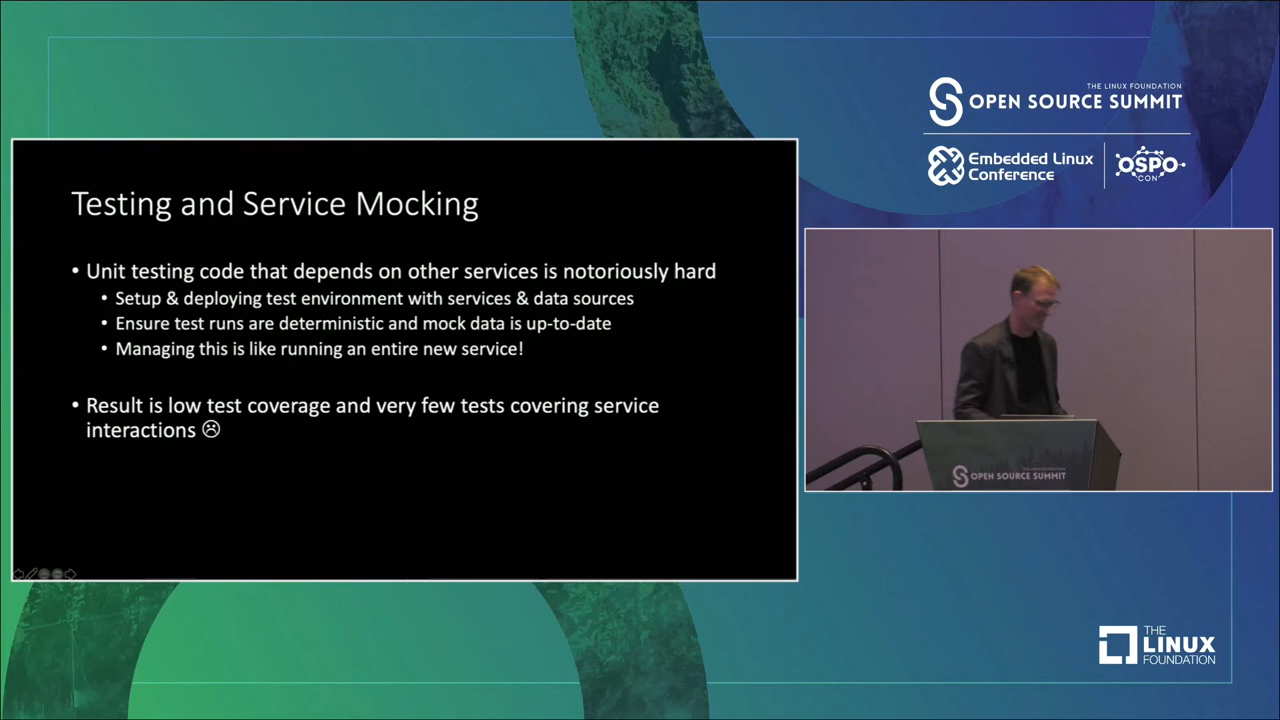 THE LINUX FOUNDATION
OPEN SOURCE SUMMIT
Embedded Linux
Conference
OSPO
CON
Testing and Service Mocking
• Unit testing code that depends on other services is notoriously hard
• Setup & deploying test environment with services & data sources
• Ensure test runs are deterministic and mock data is up-to-date
• Managing this is like running an entire new service!
• Result is low test coverage and very few tests covering service
interactions ☹
OPEN SOURCE SUMMIT
THE
LINUX
FOUNDATION